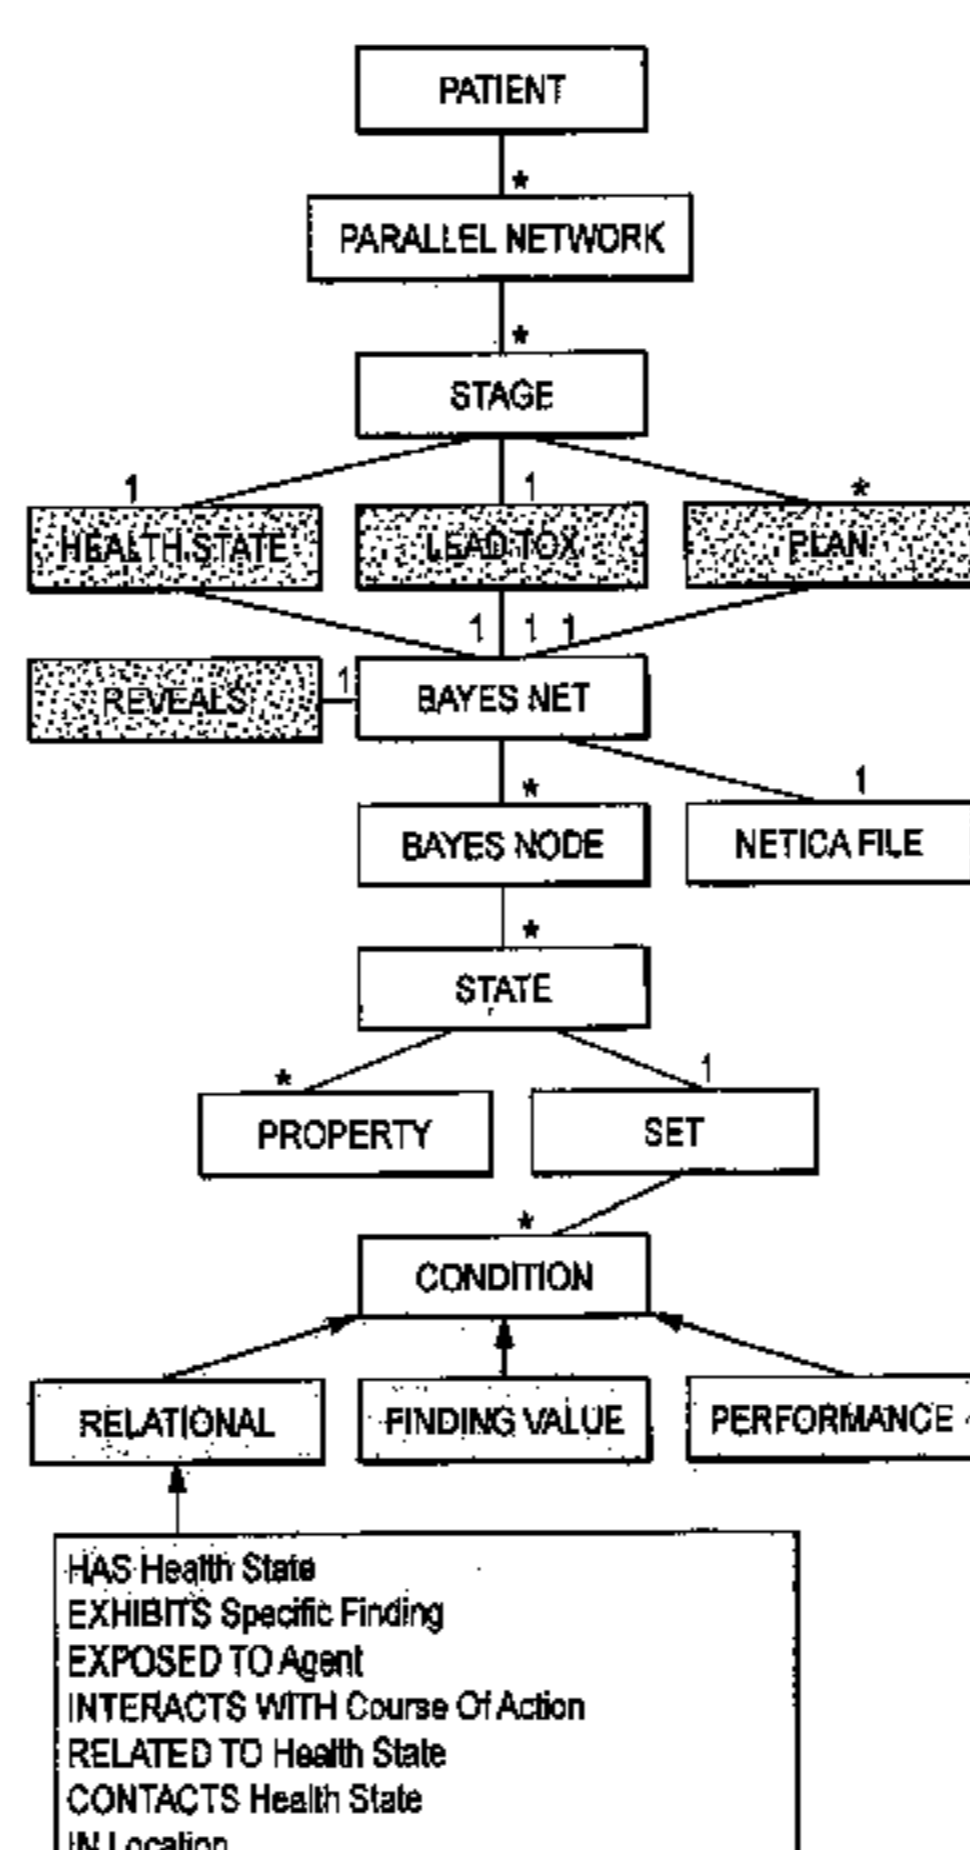 PATIENT
*
PARALLEL NETWORK
*
STAGE
1 1 *
HEALTH STATE LEAD TOX PLAN
1 1 1
REVEALS 1 BAYES NET
* 1
BAYES NODE NETICA FILE
*
STATE
* 1
PROPERTY SET
*
CONDITION
RELATIONAL FINDING VALUE PERFORMANCE
HAS Health State
EXHIBITS Specific Finding
EXPOSED TO Agent
INTERACTS WITH Course Of Action
RELATED TO Health State
CONTACTS Health State
IN Location